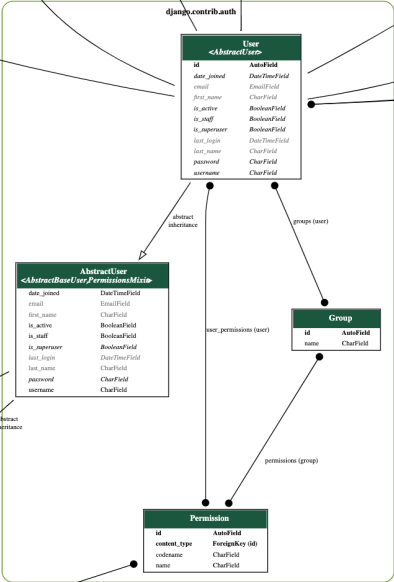 django.contrib.auth
User
<AbstractUser>
id AutoField
date_joined DateTimeField
email EmailField
first_name CharField
is_active BooleanField
is_staff BooleanField
is_superuser BooleanField
last_login DateTimeField
last_name CharField
password CharField
username CharField
abstract
inheritance
groups (user)
AbstractUser
<AbstractBaseUser,PermissionsMixin>
date_joined DateTimeField
email EmailField
first_name CharField
is_active BooleanField
is_staff BooleanField
is_superuser BooleanField
last_login DateTimeField
last_name CharField
password CharField
username CharField
Group
id AutoField
name CharField
user_permissions (user)
bstract
eritance
permissions (group)
Permission
id AutoField
content_type ForeignKey (id)
codename CharField
name CharField